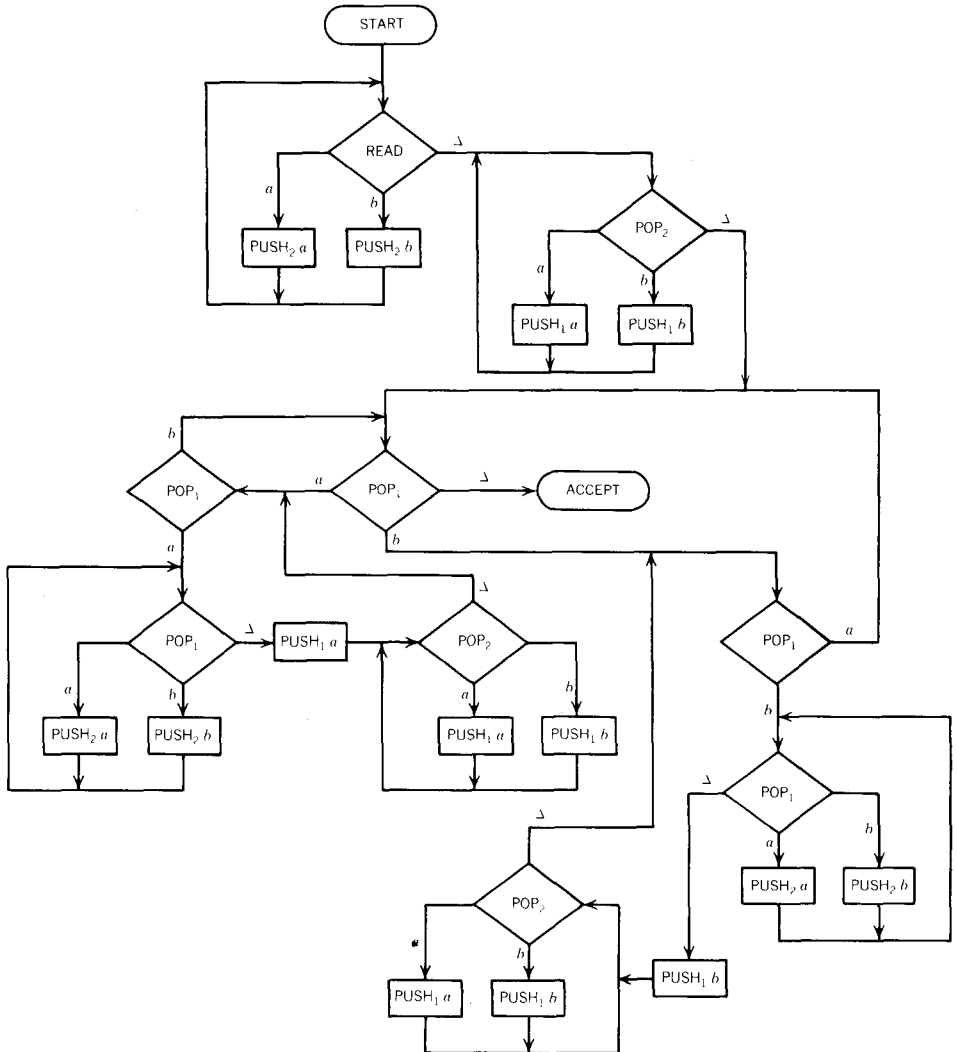 START
READ
Δ
a
b
PUSH₂ a
PUSH₂ b
POP₂
Δ
a
b
PUSH₁ a
PUSH₁ b
b
POP₁
a
POP₁
Δ
ACCEPT
a
b
Δ
POP₁
Δ
PUSH₁ a
POP₂
POP₁
a
a
b
a
b
b
PUSH₂ a
PUSH₂ b
PUSH₁ a
PUSH₁ b
POP₁
Δ
Δ
a
b
POP₂
PUSH₂ a
PUSH₂ b
a
b
PUSH₁ b
PUSH₁ a
PUSH₁ b